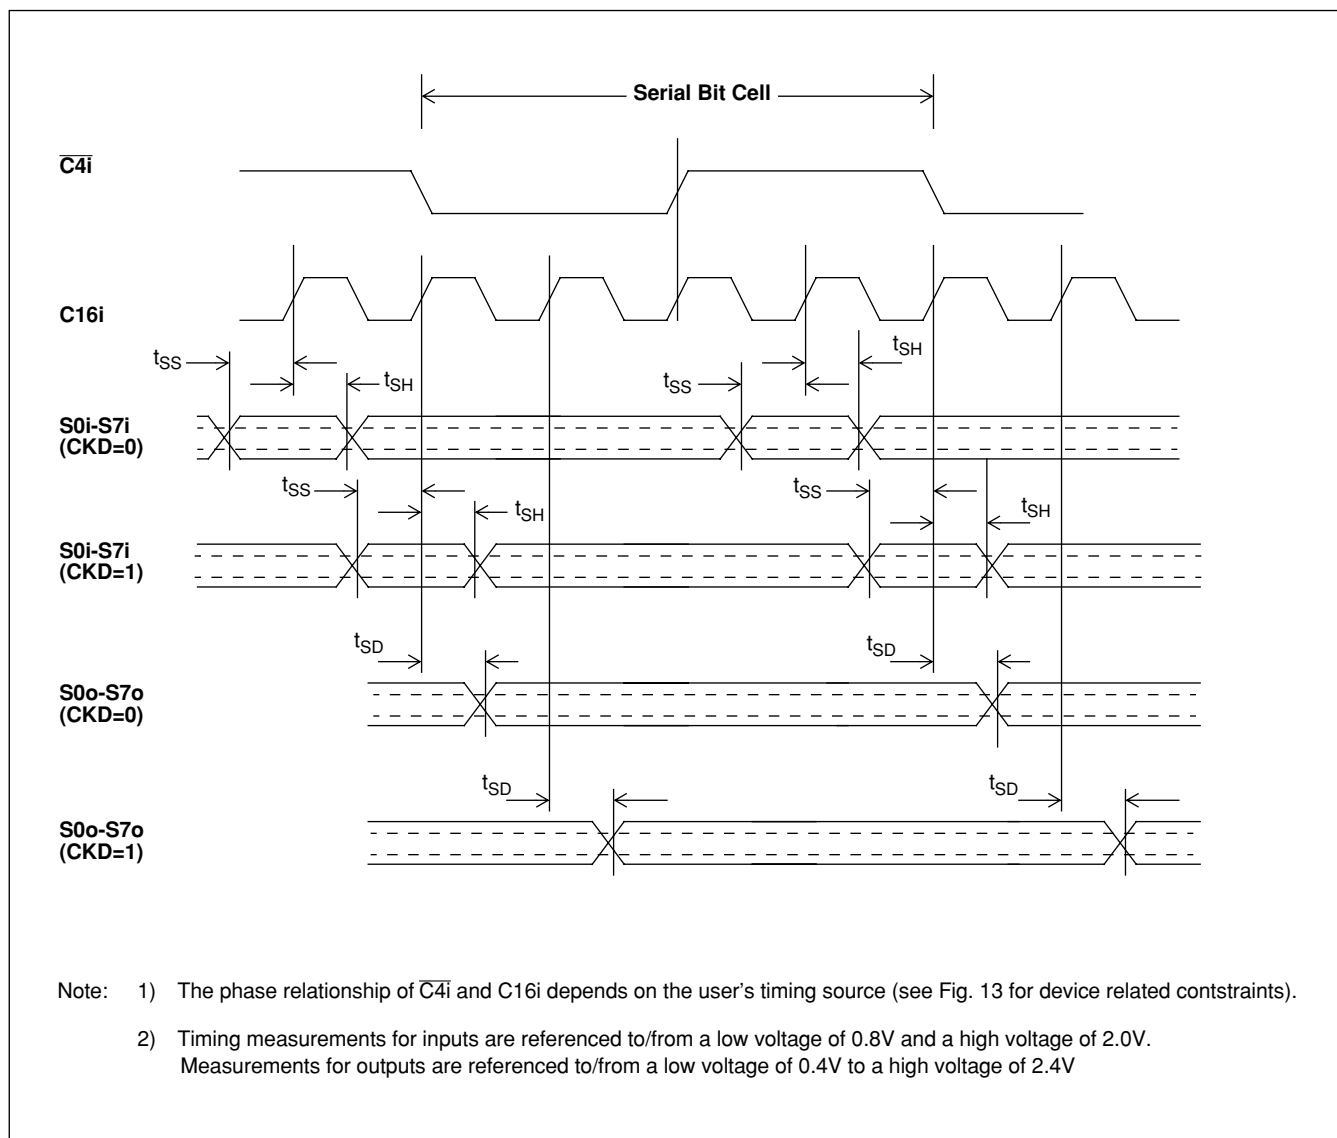 Serial Bit Cell
C4i
C16i
tSS
tSH
tSS
tSH
S0i-S7i
(CKD=0)
tSS
tSH
tSS
tSH
S0i-S7i
(CKD=1)
tSD
tSD
S0o-S7o
(CKD=0)
tSD
tSD
S0o-S7o
(CKD=1)
Note: 1) The phase relationship of C4i and C16i depends on the user's timing source (see Fig. 13 for device related contstraints).
2) Timing measurements for inputs are referenced to/from a low voltage of 0.8V and a high voltage of 2.0V.
Measurements for outputs are referenced to/from a low voltage of 0.4V to a high voltage of 2.4V